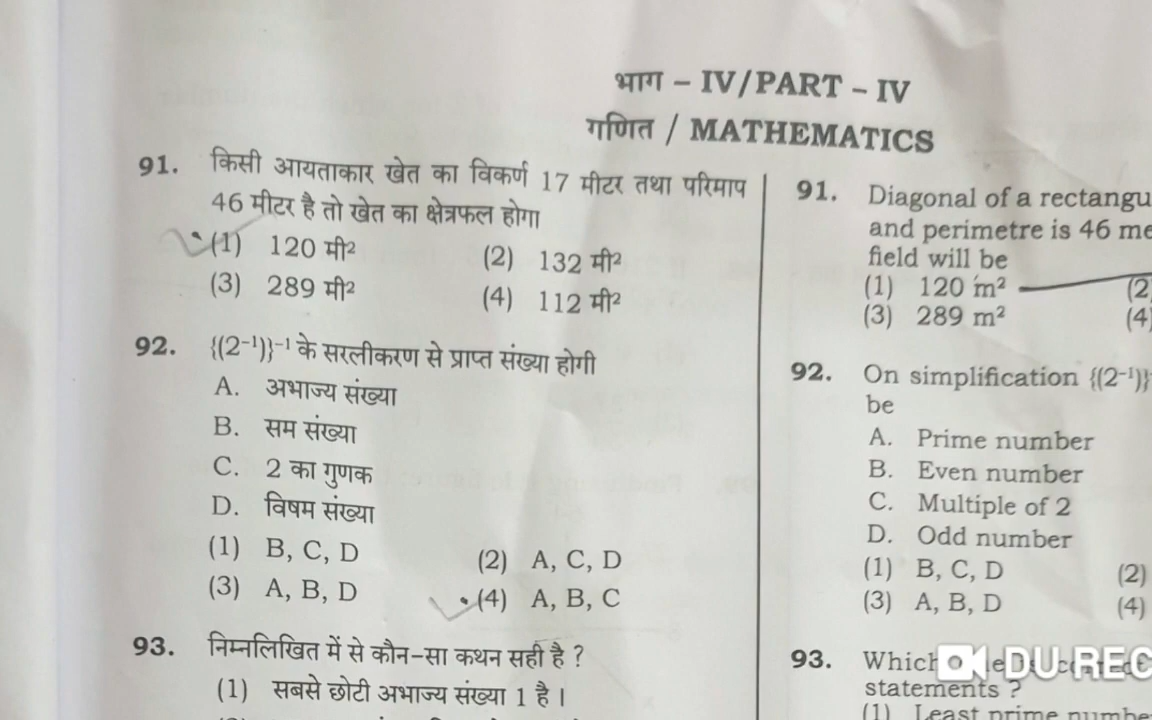 भाग – IV/PART – IV
गणित / MATHEMATICS
91. किसी आयताकार खेत का विकर्ण 17 मीटर तथा परिमाप
46 मीटर है तो खेत का क्षेत्रफल होगा
(1) 120 मी²
(2) 132 मी²
(3) 289 मी²
(4) 112 मी²
92. {(2⁻¹)}⁻¹ के सरलीकरण से प्राप्त संख्या होगी
A. अभाज्य संख्या
B. सम संख्या
C. 2 का गुणक
D. विषम संख्या
(1) B, C, D
(2) A, C, D
(3) A, B, D
(4) A, B, C
93. निम्नलिखित में से कौन-सा कथन सही है ?
(1) सबसे छोटी अभाज्य संख्या 1 है।
91. Diagonal of a rectangu
and perimetre is 46 me
field will be
(1) 120 m²
(2
(3) 289 m²
(4)
92. On simplification {(2⁻¹)}
be
A. Prime number
B. Even number
C. Multiple of 2
D. Odd number
(1) B, C, D
(2)
(3) A, B, D
(4)
93. Which
statements ?
(1) Least prime numbe
DU REC